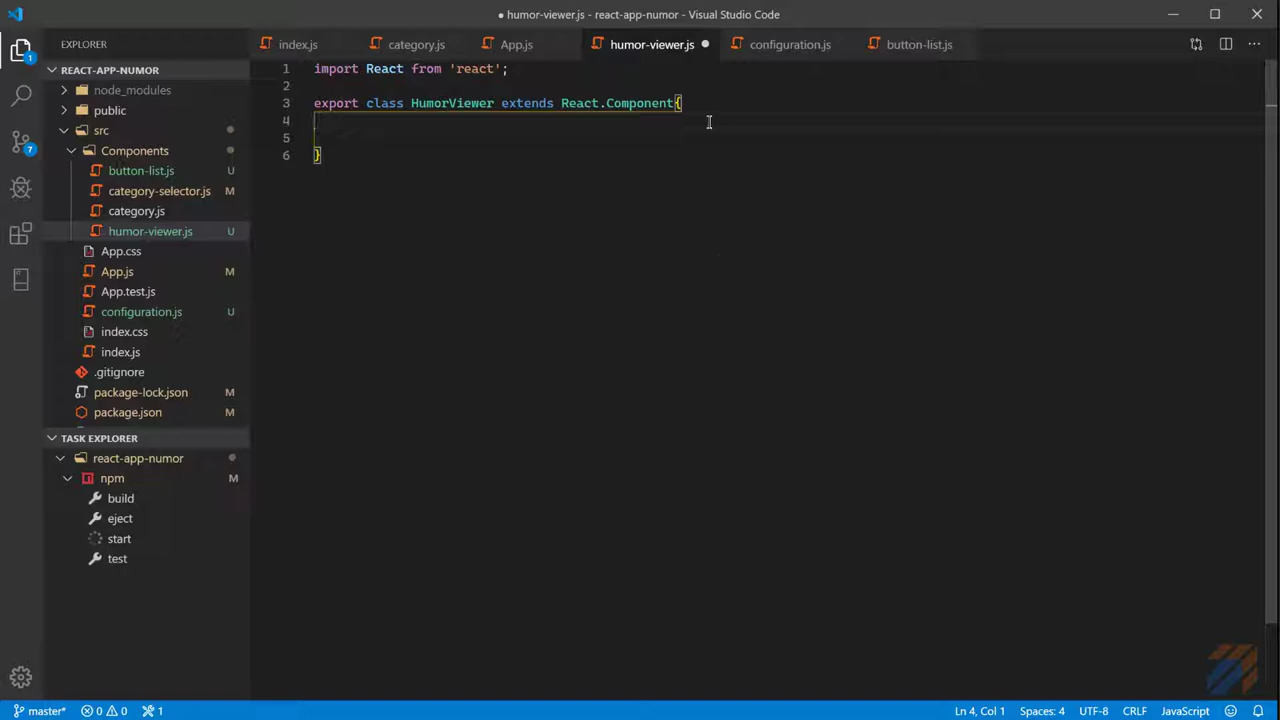 ● humor-viewer.js - react-app-numor - Visual Studio Code
EXPLORER
REACT-APP-NUMOR
node_modules
public
src
Components
button-list.js U
category-selector.js M
category.js
humor-viewer.js U
App.css
App.js M
App.test.js
configuration.js U
index.css
index.js
.gitignore
package-lock.json M
package.json M
TASK EXPLORER
react-app-numor
npm M
build
eject
start
test
1
7
index.js category.js App.js humor-viewer.js ● configuration.js button-list.js
1 import React from 'react';
2
3 export class HumorViewer extends React.Component{
4
5
6 }
master* 0 0 1 Ln 4, Col 1 Spaces: 4 UTF-8 CRLF JavaScript